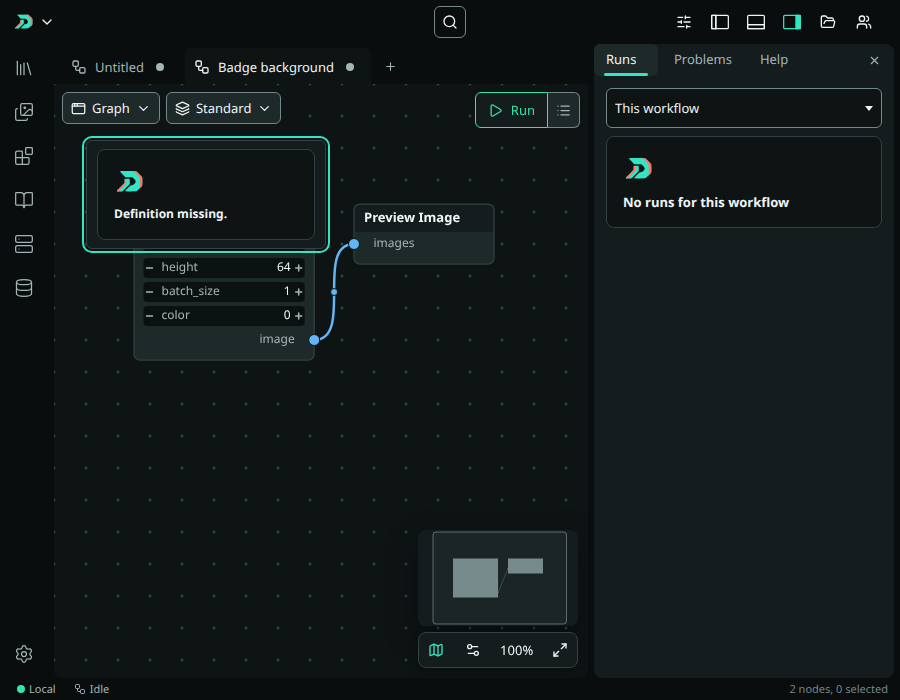 Untitled
Badge background
Graph
Standard
Run
Definition missing.
height
64
batch_size
1
color
0
image
Preview Image
images
100%
Runs
Problems
Help
This workflow
No runs for this workflow
Local
Idle
2 nodes, 0 selected